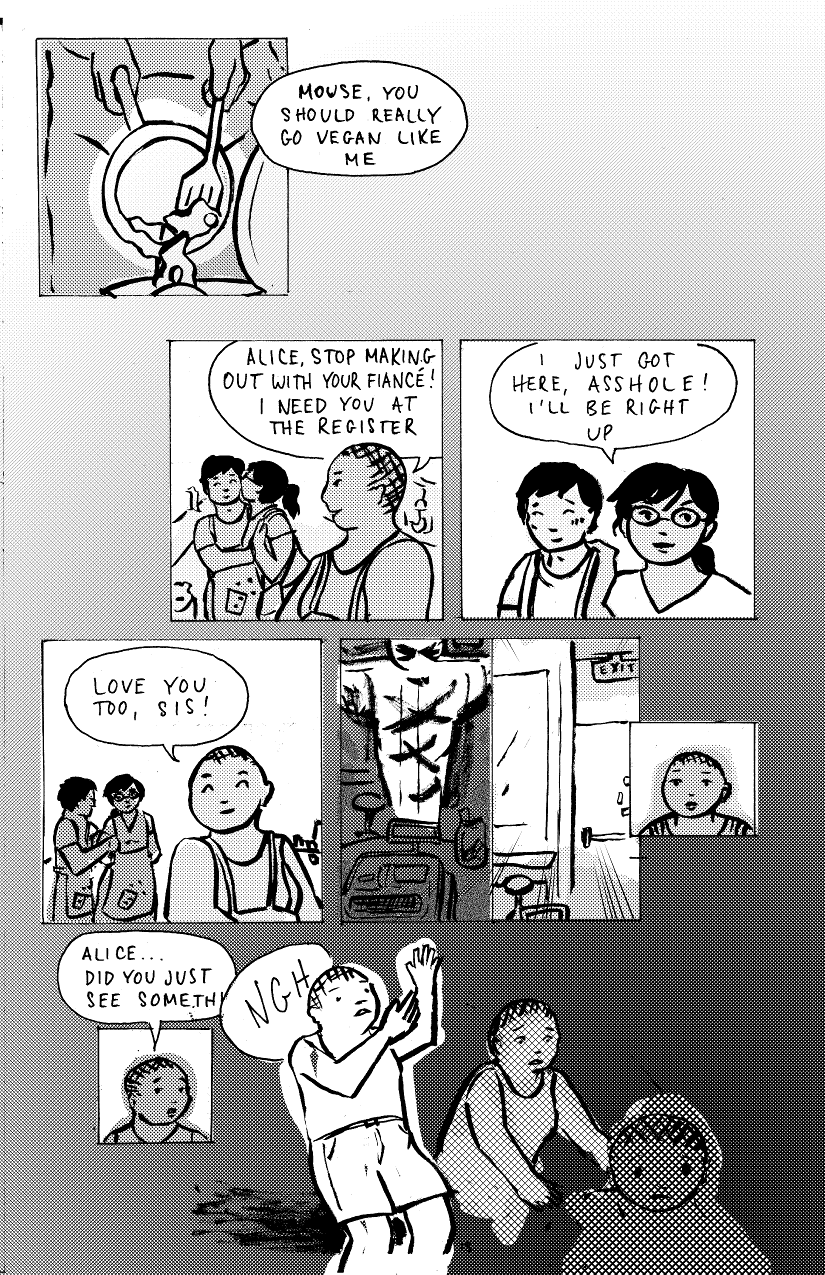 MOUSE, YOU
SHOULD REALLY
GO VEGAN LIKE
ME
ALICE, STOP MAKING
OUT WITH YOUR FIANCÉ!
I NEED YOU AT
THE REGISTER
I JUST GOT
HERE, ASSHOLE!
I'LL BE RIGHT
UP
LOVE YOU
TOO, SIS!
EXIT
ALICE...
DID YOU JUST
SEE SOMETHI
NGH